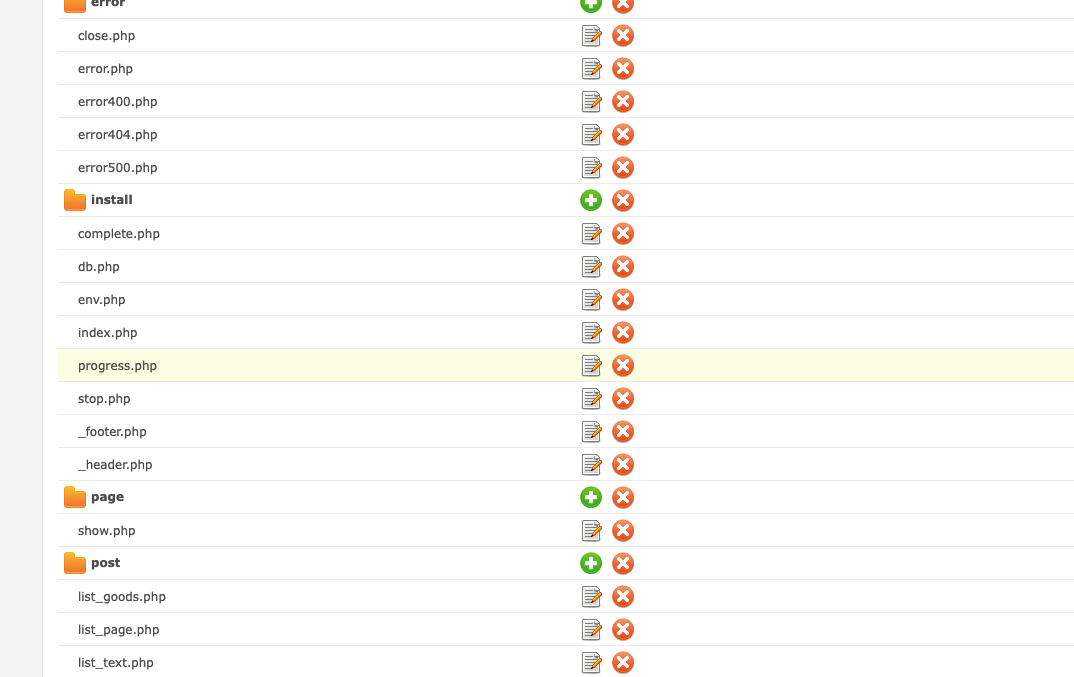 error
close.php
error.php
error400.php
error404.php
error500.php
install
complete.php
db.php
env.php
index.php
progress.php
stop.php
_footer.php
_header.php
page
show.php
post
list_goods.php
list_page.php
list_text.php